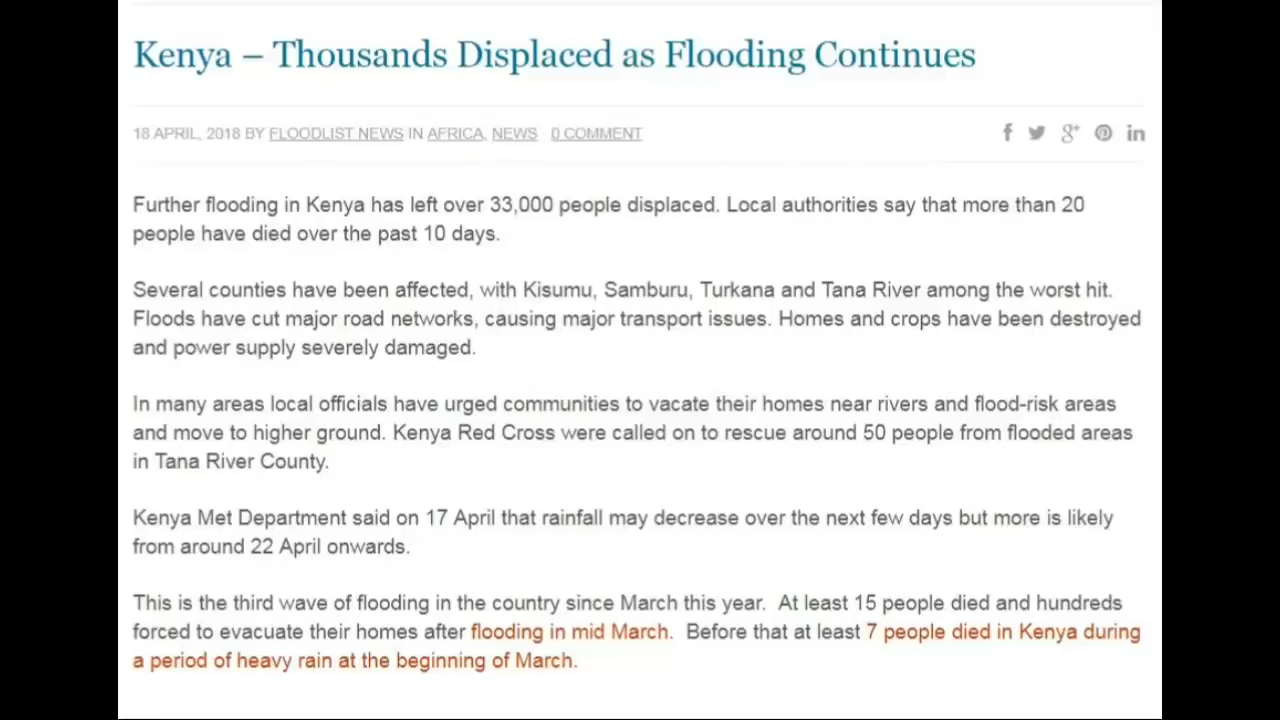 Kenya – Thousands Displaced as Flooding Continues
18 APRIL, 2018 BY FLOODLIST NEWS IN AFRICA, NEWS 0 COMMENT
Further flooding in Kenya has left over 33,000 people displaced. Local authorities say that more than 20
people have died over the past 10 days.
Several counties have been affected, with Kisumu, Samburu, Turkana and Tana River among the worst hit.
Floods have cut major road networks, causing major transport issues. Homes and crops have been destroyed
and power supply severely damaged.
In many areas local officials have urged communities to vacate their homes near rivers and flood-risk areas
and move to higher ground. Kenya Red Cross were called on to rescue around 50 people from flooded areas
in Tana River County.
Kenya Met Department said on 17 April that rainfall may decrease over the next few days but more is likely
from around 22 April onwards.
This is the third wave of flooding in the country since March this year. At least 15 people died and hundreds
forced to evacuate their homes after flooding in mid March. Before that at least 7 people died in Kenya during
a period of heavy rain at the beginning of March.